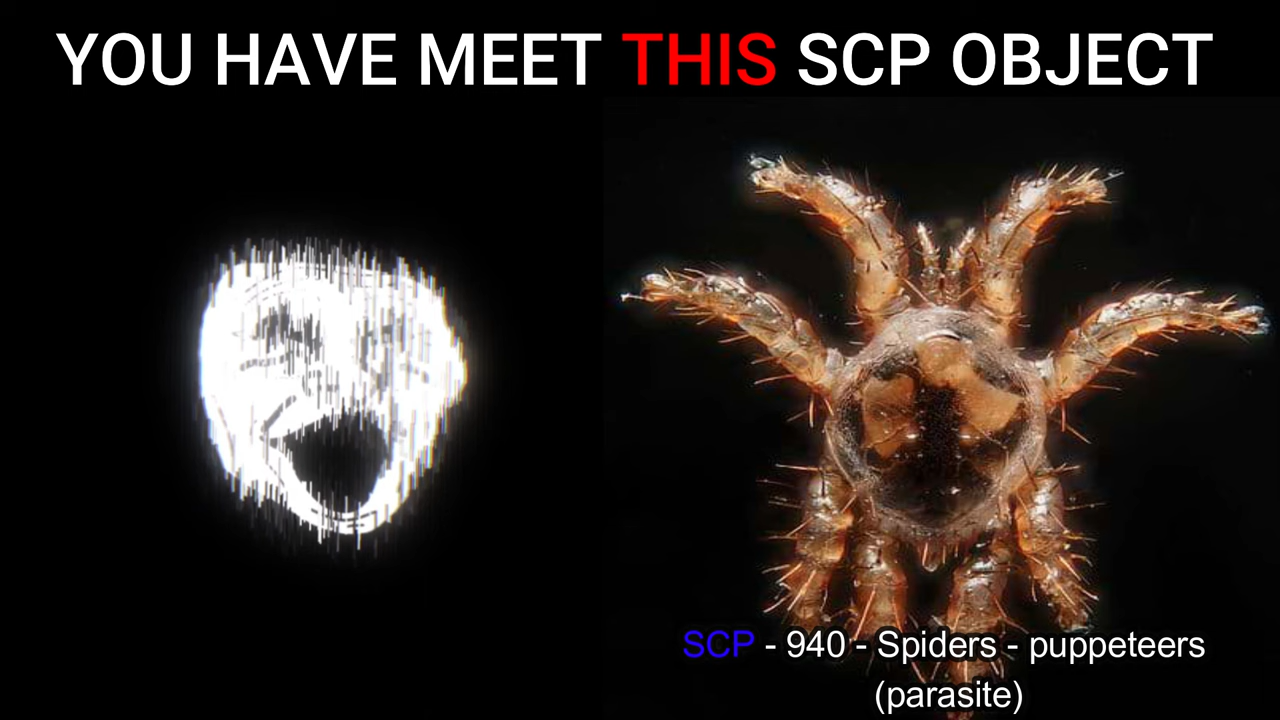 YOU HAVE MEET THIS SCP OBJECT
SCP - 940 - Spiders - puppeteers
(parasite)